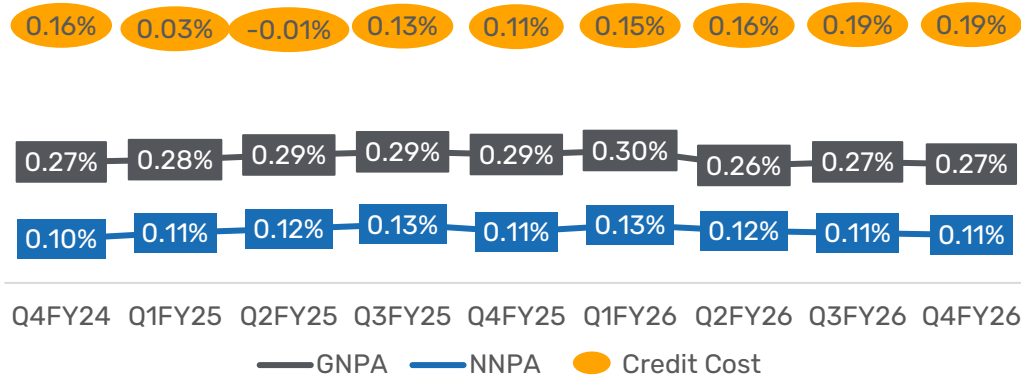 0.16% 0.03% -0.01% 0.13% 0.11% 0.15% 0.16% 0.19% 0.19%
0.27% 0.28% 0.29% 0.29% 0.29% 0.30% 0.26% 0.27% 0.27%
0.10% 0.11% 0.12% 0.13% 0.11% 0.13% 0.12% 0.11% 0.11%
Q4FY24 Q1FY25 Q2FY25 Q3FY25 Q4FY25 Q1FY26 Q2FY26 Q3FY26 Q4FY26
GNPA NNPA Credit Cost